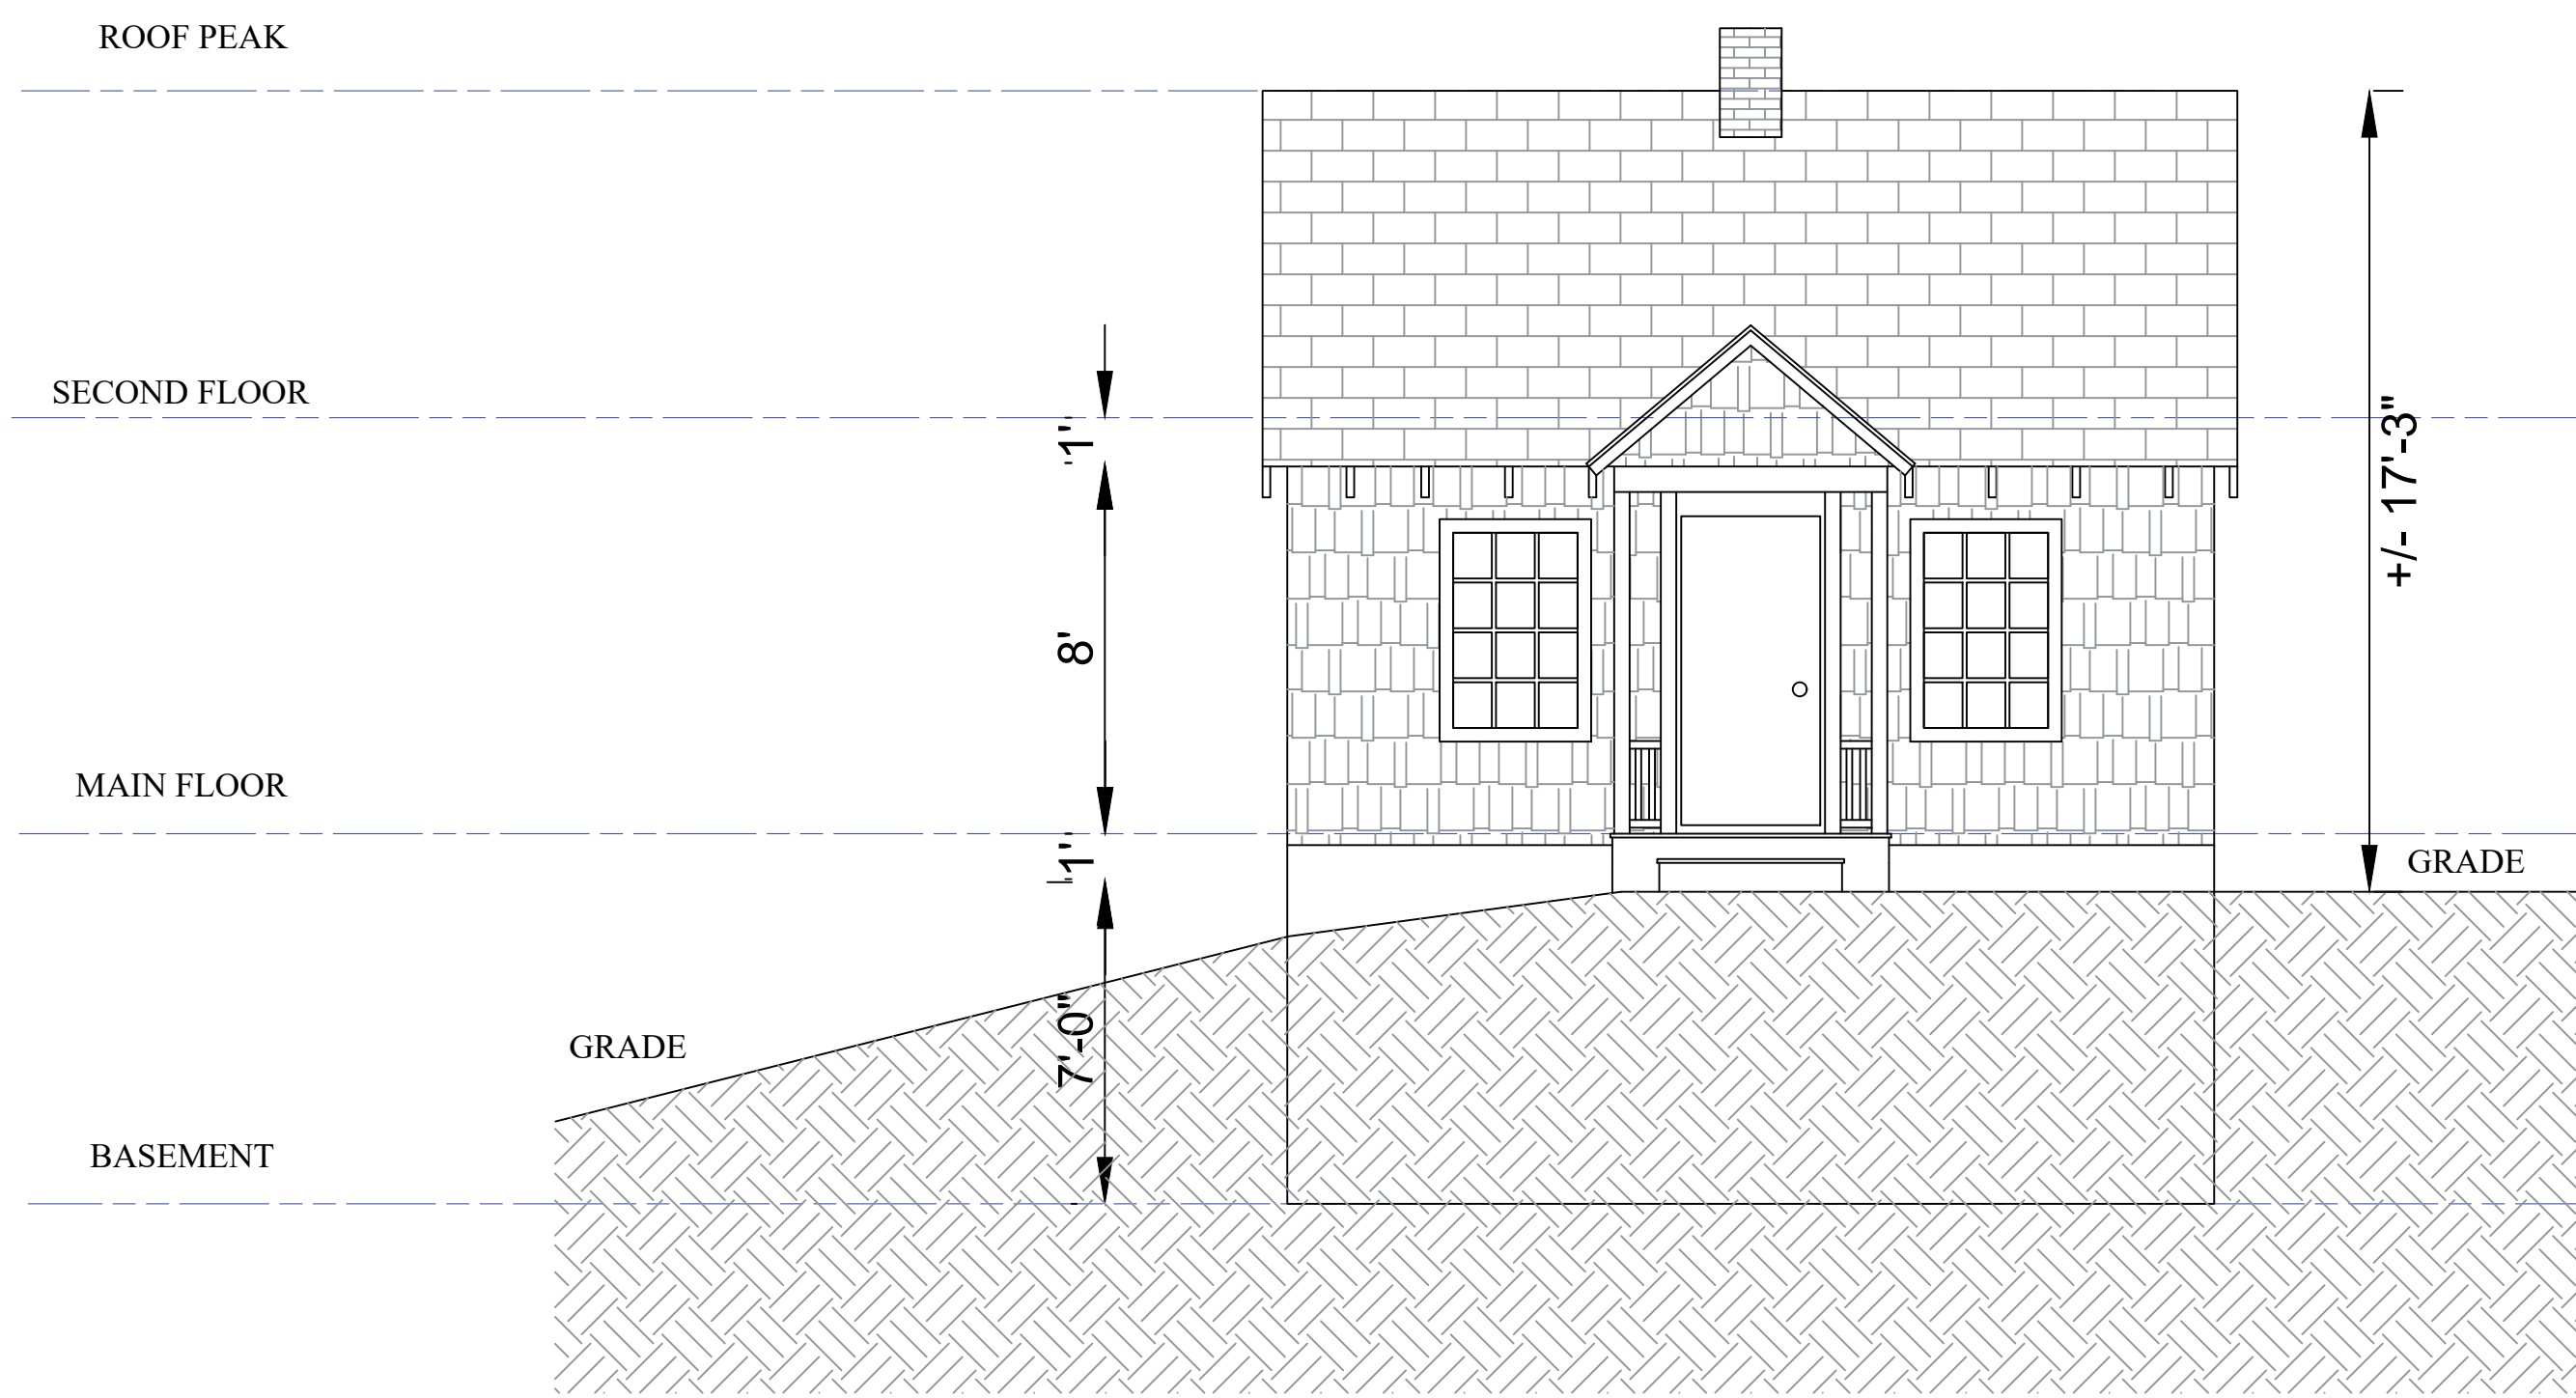 ROOF PEAK
SECOND FLOOR
1"
8'
+/- 17'-3"
MAIN FLOOR
1'
GRADE
7'-0"
GRADE
BASEMENT